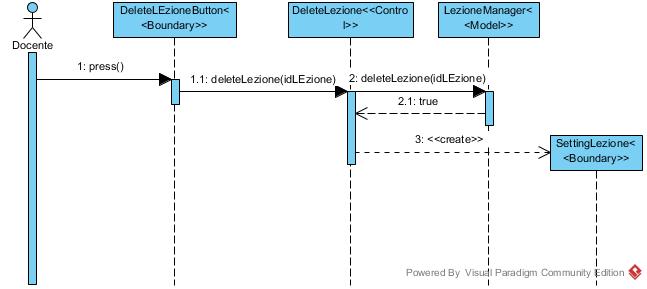 DeleteLEzioneButton<
<Boundary>>
DeleteLezione<<Contro
l>>
LezioneManager<
<Model>>
Docente
1: press()
1.1: deleteLezione(idLEzione)
2: deleteLezione(idLEzione)
2.1: true
3: <<create>>
SettingLezione<
<Boundary>>
Powered By Visual Paradigm Community Edition